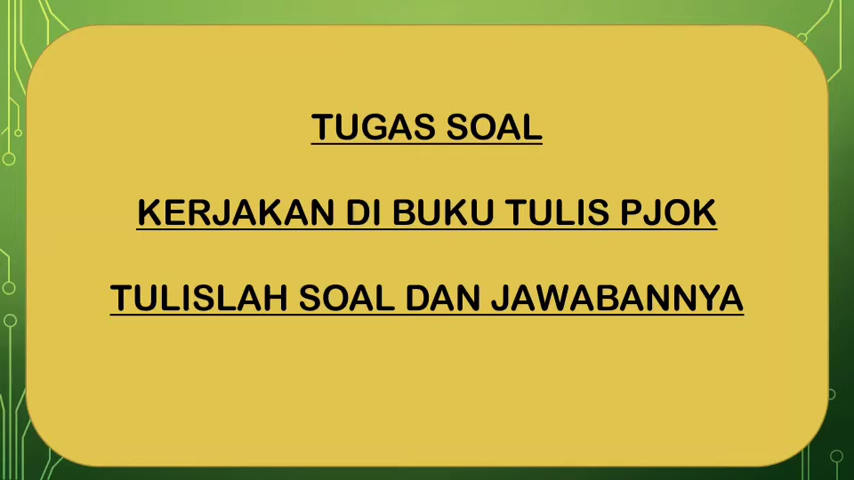 TUGAS SOAL
KERJAKAN DI BUKU TULIS PJOK
TULISLAH SOAL DAN JAWABANNYA